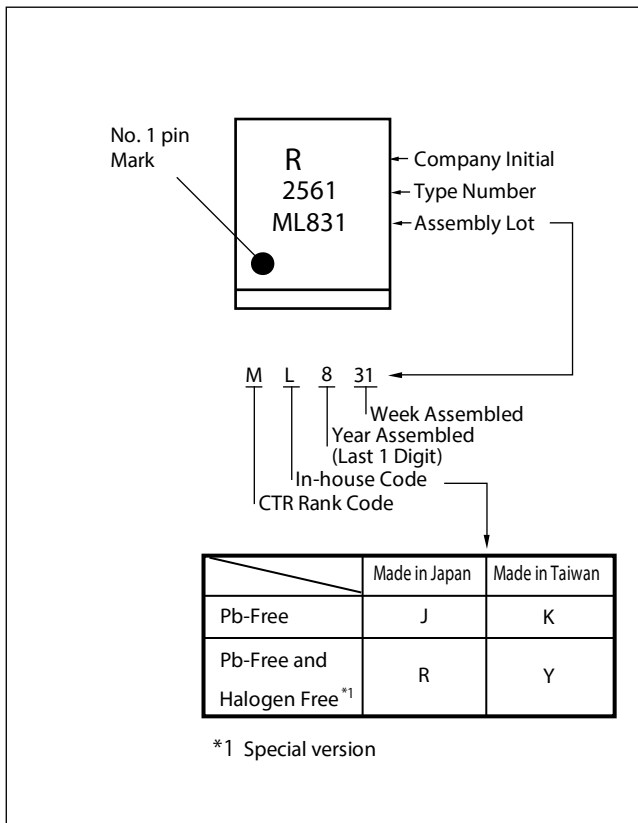 No. 1 pin
Mark
R
2561
ML831
Company Initial
Type Number
Assembly Lot
M L 8 31
Week Assembled
Year Assembled
(Last 1 Digit)
In-house Code
CTR Rank Code
Made in Japan Made in Taiwan
Pb-Free J K
Pb-Free and
Halogen Free *1 R Y
*1 Special version